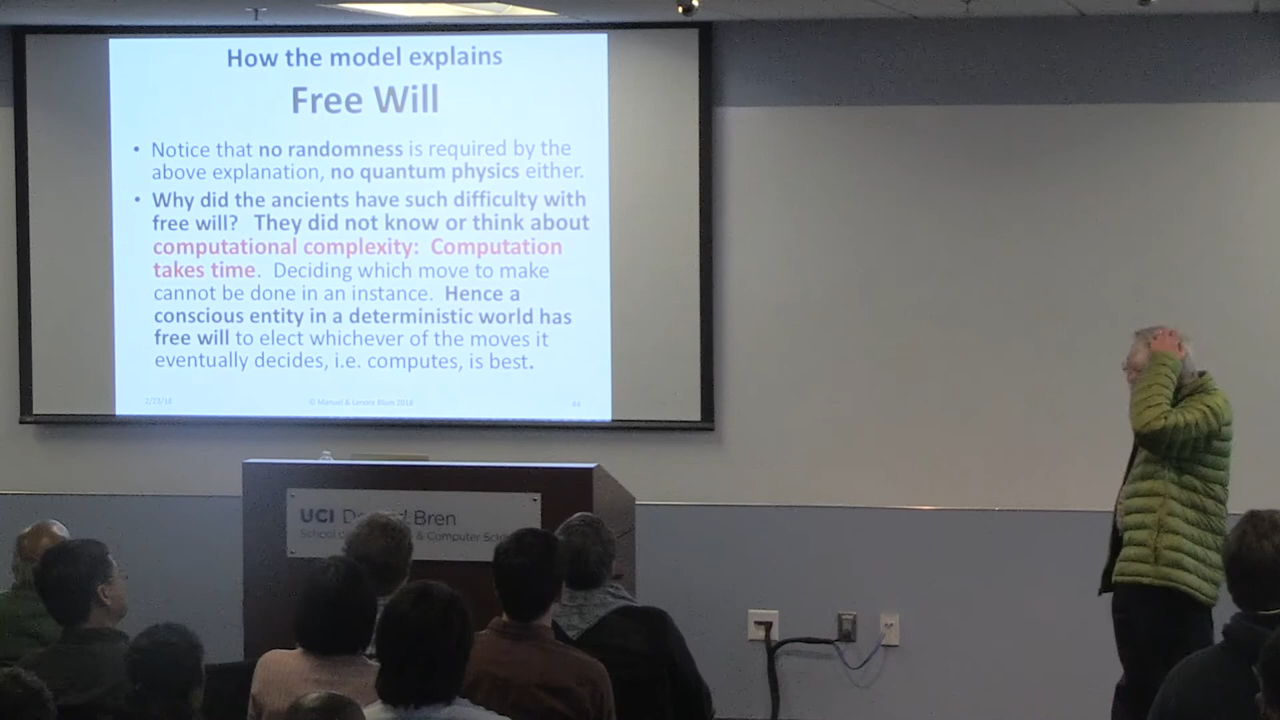 How the model explains
Free Will
• Notice that no randomness is required by the
above explanation, no quantum physics either.
• Why did the ancients have such difficulty with
free will? They did not know or think about
computational complexity: Computation
takes time. Deciding which move to make
cannot be done in an instance. Hence a
conscious entity in a deterministic world has
free will to elect whichever of the moves it
eventually decides, i.e. computes, is best.
© Manuel & Lenore Blum 2018
44
UCI Bren
School & Computer